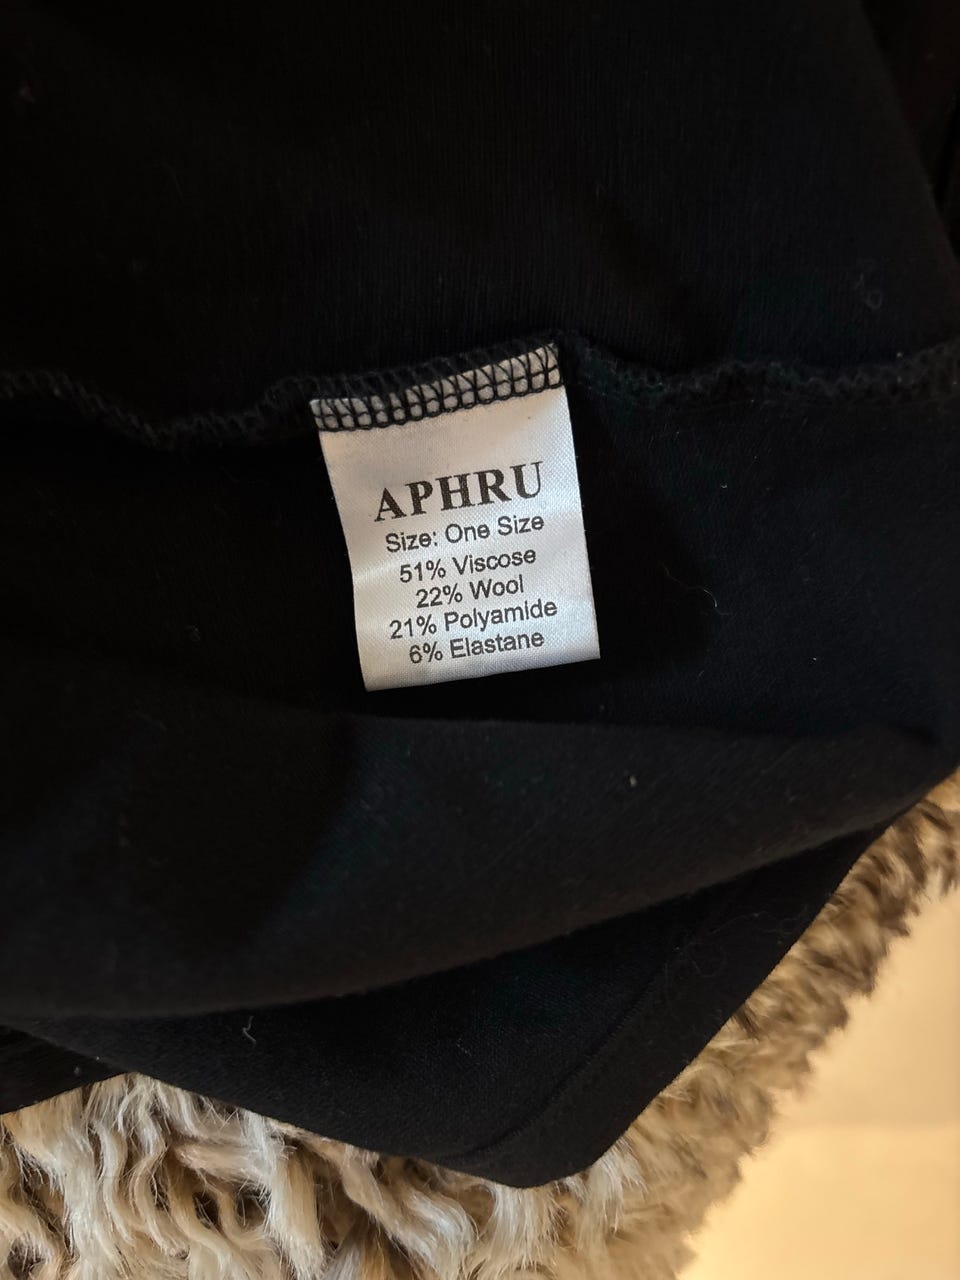 APHRU
Size: One Size
51% Viscose
22% Wool
21% Polyamide
6% Elastane